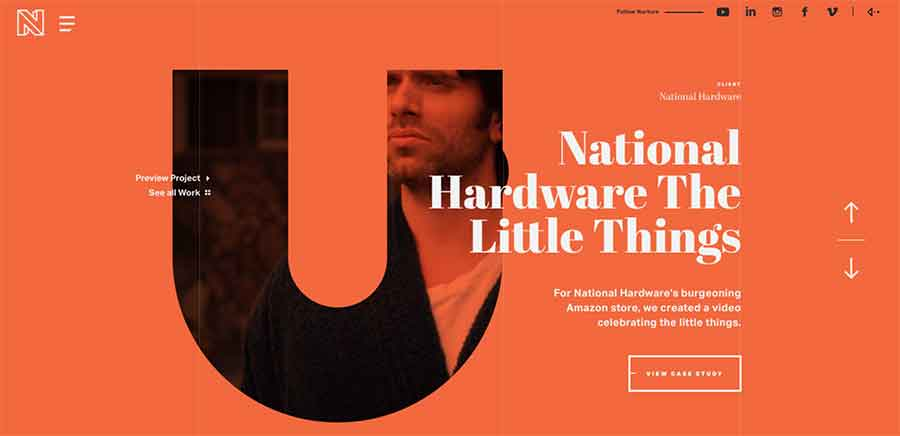 N
Follow Nurture
U
CLIENT
National Hardware
National
Hardware The
Little Things
Preview Project
See all Work
For National Hardware's burgeoning
Amazon store, we created a video
celebrating the little things.
VIEW CASE STUDY